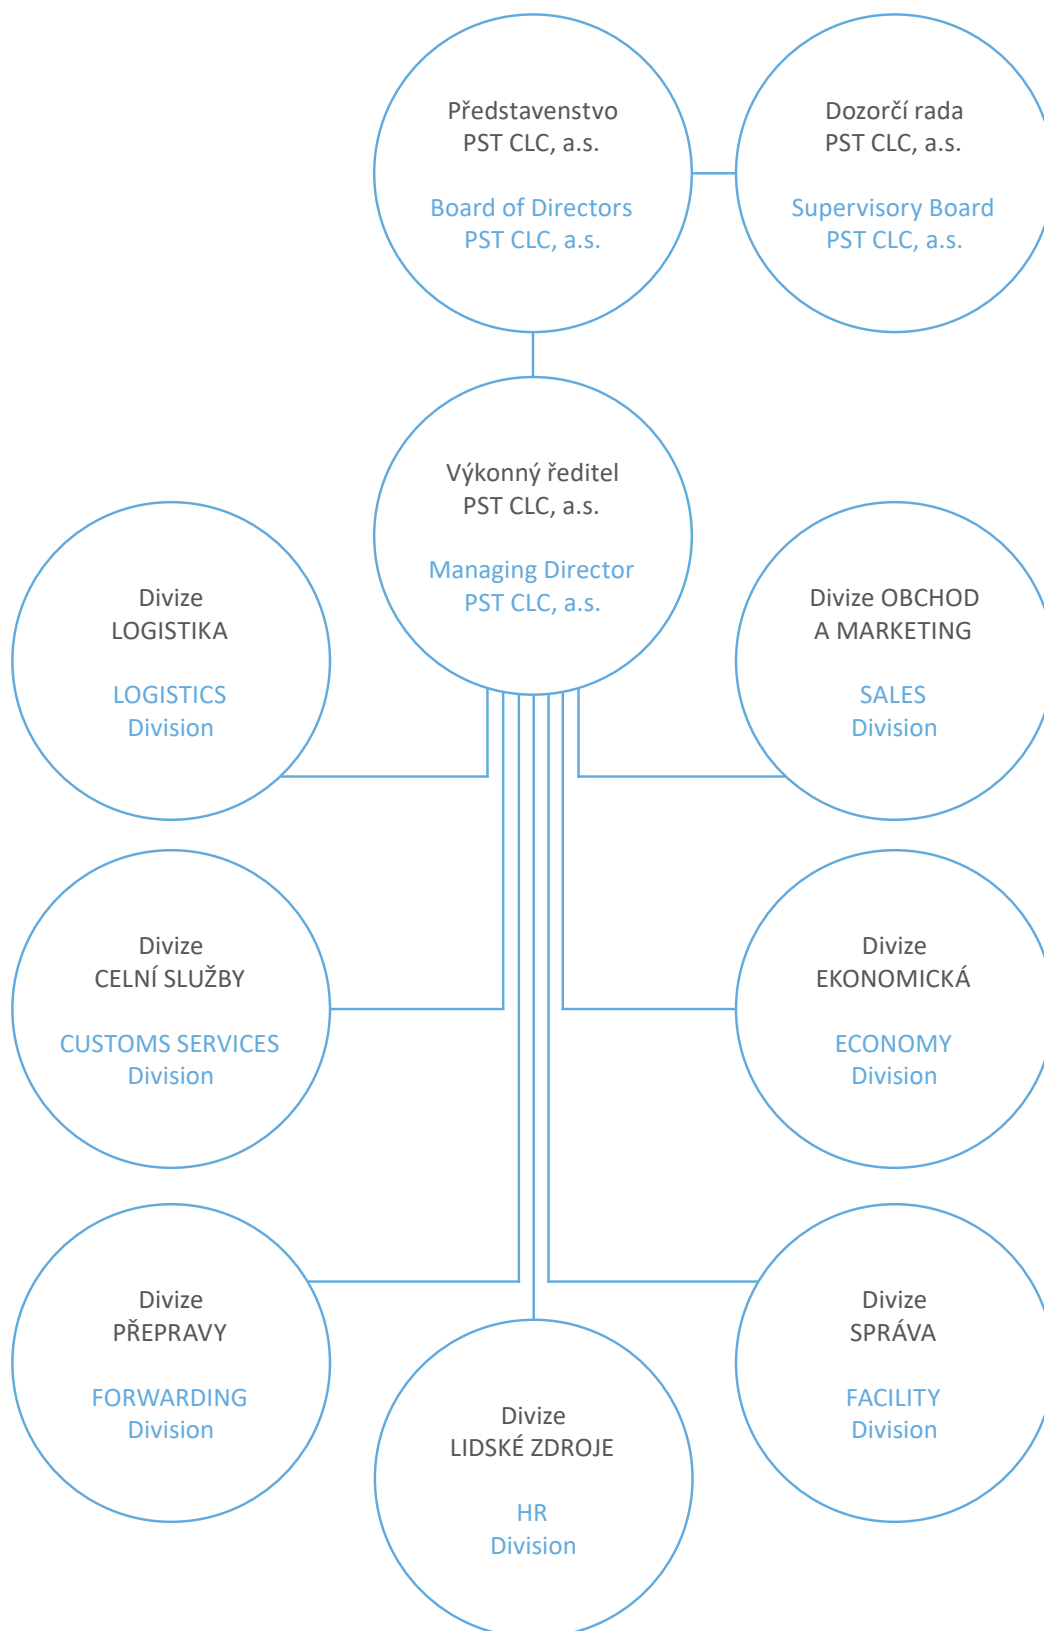 Představenstvo
PST CLC, a.s.
Board of Directors
PST CLC, a.s.
Dozorčí rada
PST CLC, a.s.
Supervisory Board
PST CLC, a.s.
Výkonný ředitel
PST CLC, a.s.
Managing Director
PST CLC, a.s.
Divize
LOGISTIKA
LOGISTICS
Division
Divize OBCHOD
A MARKETING
SALES
Division
Divize
CELNÍ SLUŽBY
CUSTOMS SERVICES
Division
Divize
EKONOMICKÁ
ECONOMY
Division
Divize
PŘEPRAVY
FORWARDING
Division
Divize
SPRÁVA
FACILITY
Division
Divize
LIDSKÉ ZDROJE
HR
Division